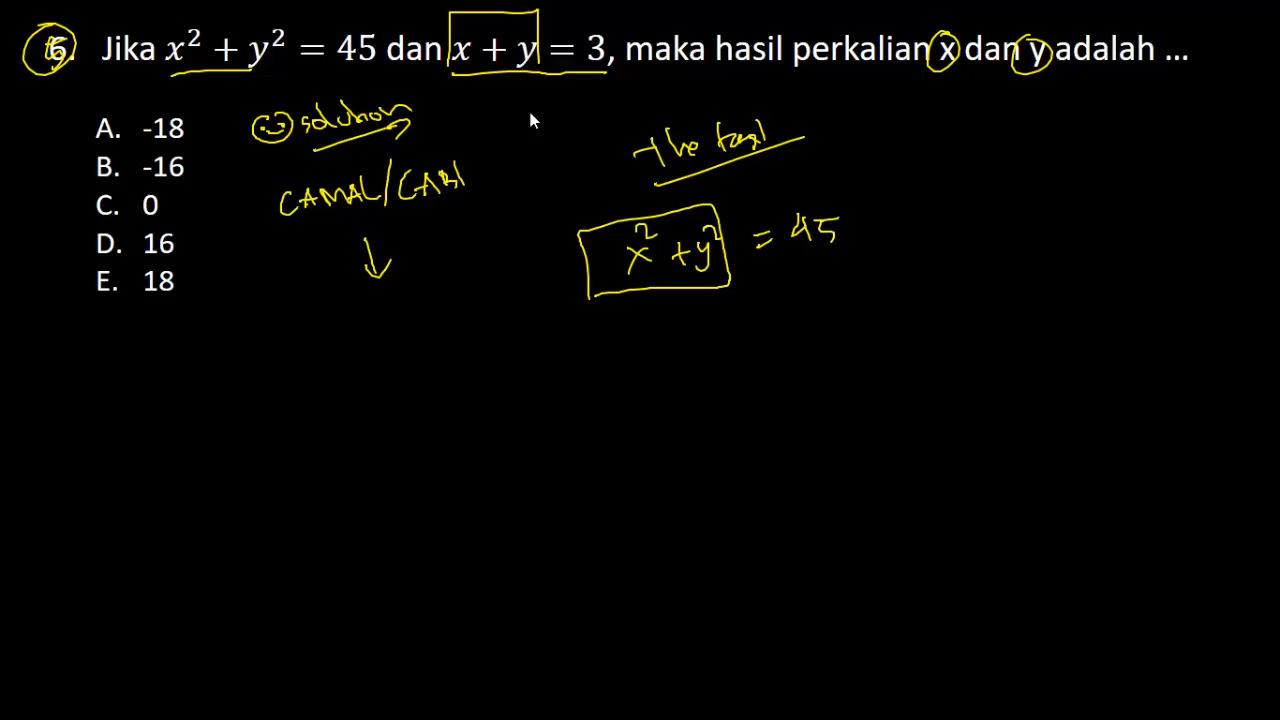 5. Jika x² + y² = 45 dan x + y = 3, maka hasil perkalian x dan y adalah ...
A. -18
B. -16
C. 0
D. 16
E. 18
solution
CAMAL/CABI
the
x² + y² = 45